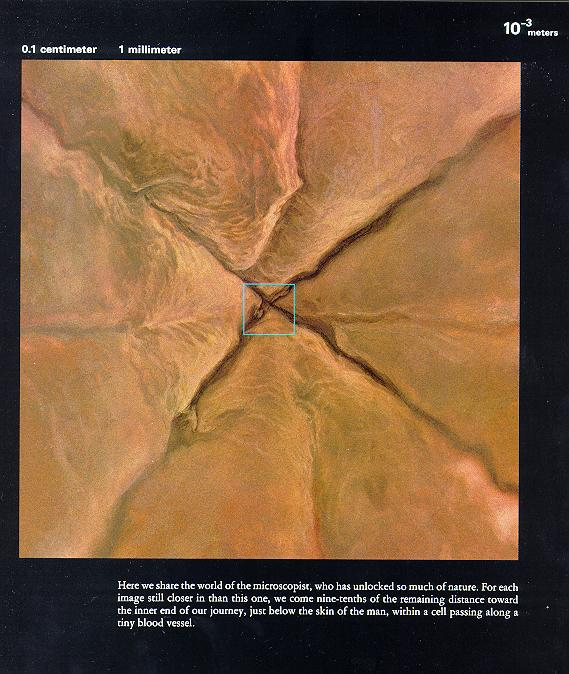 10⁻³ meters
0.1 centimeter 1 millimeter
Here we share the world of the microscopist, who has unlocked so much of nature. For each
image still closer in than this one, we come nine-tenths of the remaining distance toward
the inner end of our journey, just below the skin of the man, within a cell passing along a
tiny blood vessel.